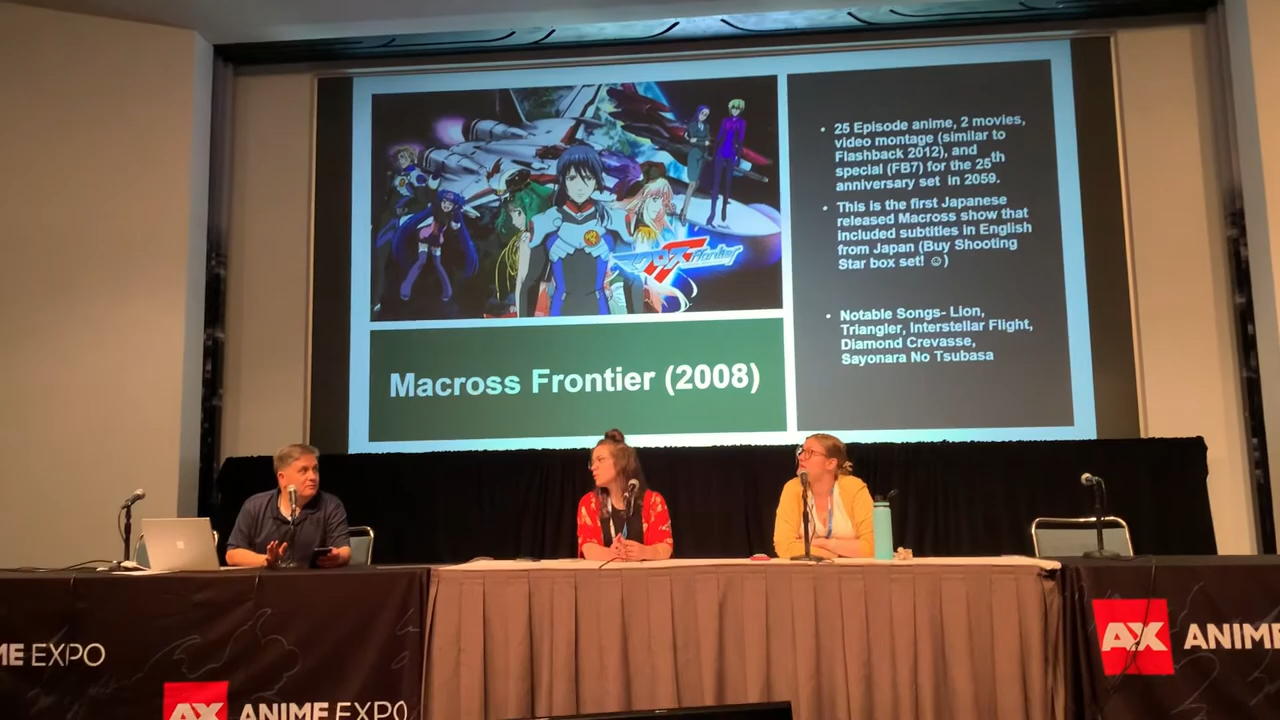 25 Episode anime, 2 movies,
video montage (similar to
Flashback 2012), and
special (FB7) for the 25th
anniversary set in 2059.
This is the first Japanese
released Macross show that
included subtitles in English
from Japan (Buy Shooting
Star box set! ☺)
Notable Songs- Lion,
Triangler, Interstellar Flight,
Diamond Crevasse,
Sayonara No Tsubasa
Macross Frontier (2008)
EXPO
AX ANIME EXPO
AX ANIME